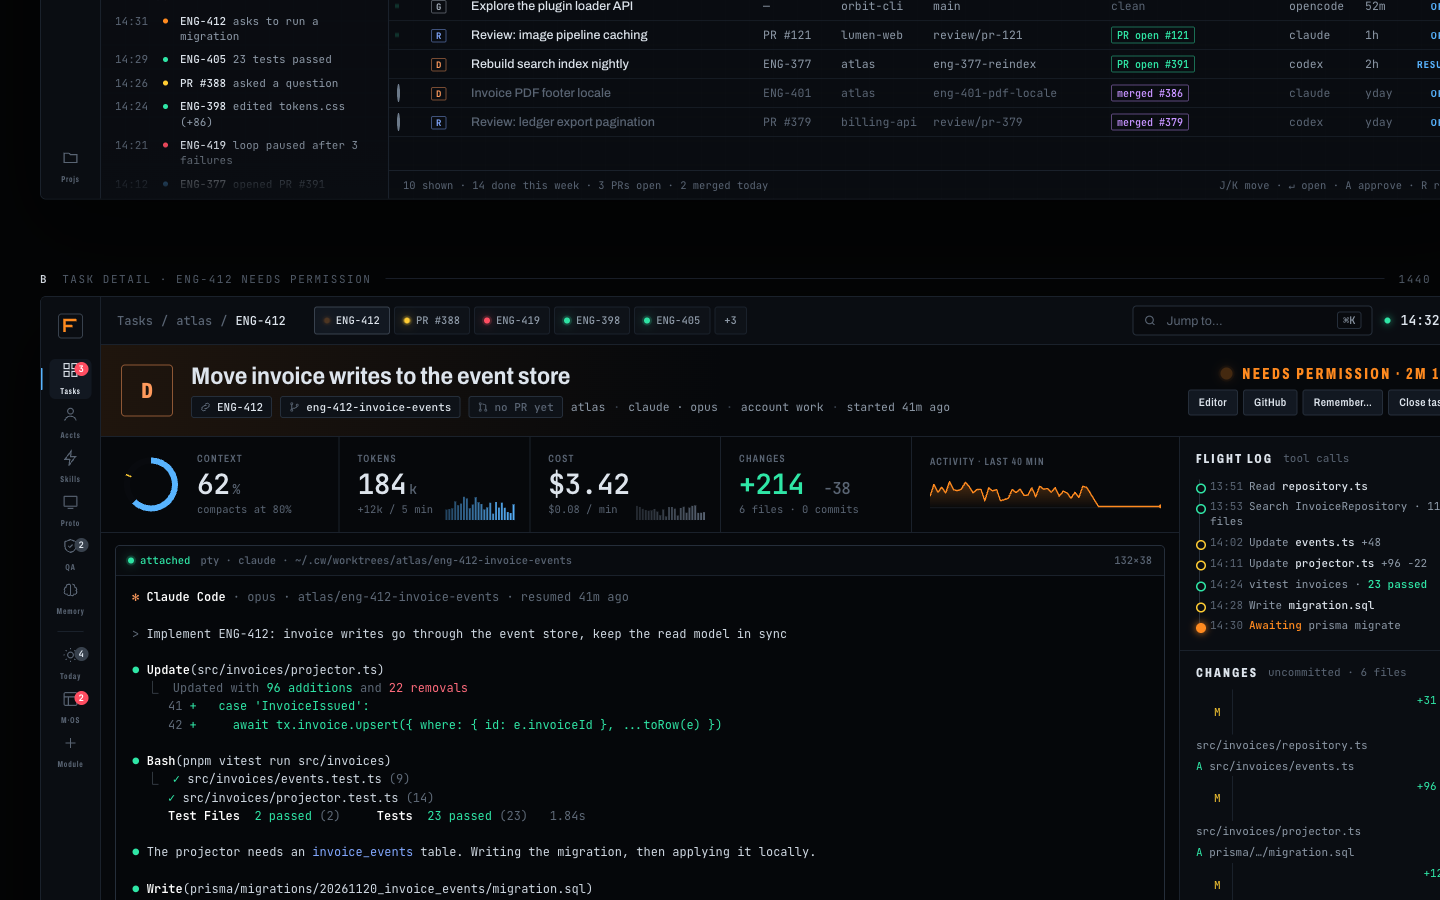 14:31 ENG-412 asks to run a
migration
14:29 ENG-405 23 tests passed
14:26 PR #388 asked a question
14:24 ENG-398 edited tokens.css
(+86)
14:21 ENG-419 loop paused after 3
failures
14:12 ENG-377 opened PR #391
Projs
G Explore the plugin loader API — orbit-cli main clean opencode 52m
R Review: image pipeline caching PR #121 lumen-web review/pr-121 PR open #121 claude 1h
D Rebuild search index nightly ENG-377 atlas eng-377-reindex PR open #391 codex 2h RESU
D Invoice PDF footer locale ENG-401 atlas eng-401-pdf-locale merged #386 claude yday
R Review: ledger export pagination PR #379 billing-api review/pr-379 merged #379 codex yday
10 shown · 14 done this week · 3 PRs open · 2 merged today J/K move · ↵ open · A approve · R r
B TASK DETAIL · ENG-412 NEEDS PERMISSION 1440
F
Tasks / atlas / ENG-412 ENG-412 PR #388 ENG-419 ENG-398 ENG-405 +3 Jump to... ⌘K 14:32
3
Tasks
Accts
Skills
Proto
2
QA
Memory
4
Today
2
M·OS
Module
D Move invoice writes to the event store
ENG-412 eng-412-invoice-events no PR yet atlas · claude · opus · account work · started 41m ago
NEEDS PERMISSION · 2M 1
Editor GitHub Remember... Close tas
CONTEXT
62%
compacts at 80%
TOKENS
184k
+12k / 5 min
COST
$3.42
$0.08 / min
CHANGES
+214 -38
6 files · 0 commits
ACTIVITY · LAST 40 MIN
attached pty · claude · ~/.cw/worktrees/atlas/eng-412-invoice-events 132×38
✻ Claude Code · opus · atlas/eng-412-invoice-events · resumed 41m ago
> Implement ENG-412: invoice writes go through the event store, keep the read model in sync
● Update(src/invoices/projector.ts)
Updated with 96 additions and 22 removals
41 + case 'InvoiceIssued':
42 + await tx.invoice.upsert({ where: { id: e.invoiceId }, ...toRow(e) })
● Bash(pnpm vitest run src/invoices)
✓ src/invoices/events.test.ts (9)
✓ src/invoices/projector.test.ts (14)
Test Files 2 passed (2) Tests 23 passed (23) 1.84s
● The projector needs an invoice_events table. Writing the migration, then applying it locally.
● Write(prisma/migrations/20261120_invoice_events/migration.sql)
FLIGHT LOG tool calls
13:51 Read repository.ts
13:53 Search InvoiceRepository · 11
files
14:02 Update events.ts +48
14:11 Update projector.ts +96 -22
14:24 vitest invoices · 23 passed
14:28 Write migration.sql
14:30 Awaiting prisma migrate
CHANGES uncommitted · 6 files
M +31
src/invoices/repository.ts
A src/invoices/events.ts
M +96
src/invoices/projector.ts
A prisma/…/migration.sql
M +12